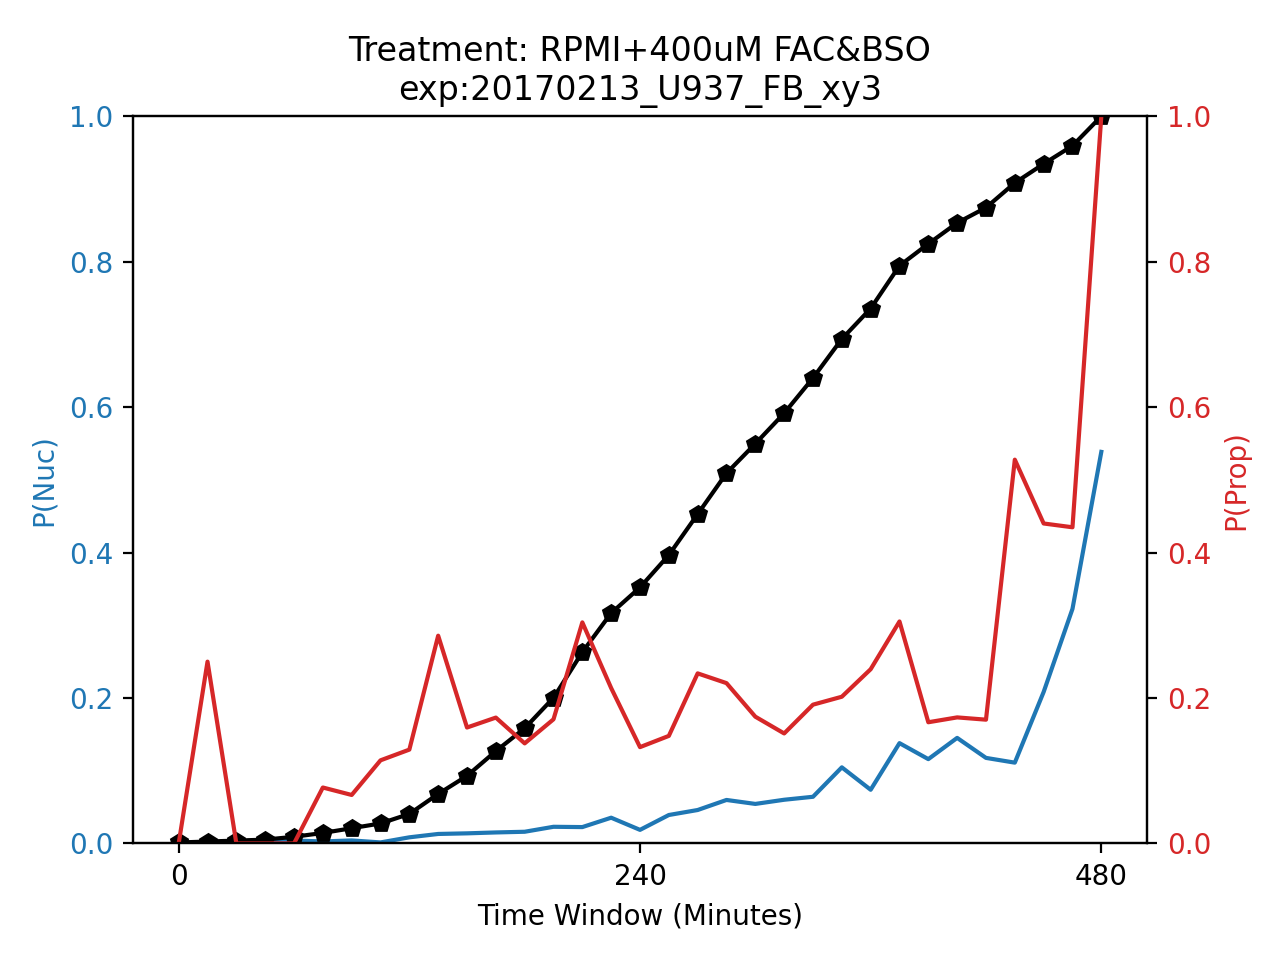 Treatment: RPMI+400uM FAC&BSO
exp:20170213_U937_FB_xy3
1.0
0.8
0.6
0.4
0.2
0.0
P(Nuc)
1.0
0.8
0.6
0.4
0.2
0.0
P(Prop)
0 240 480
Time Window (Minutes)